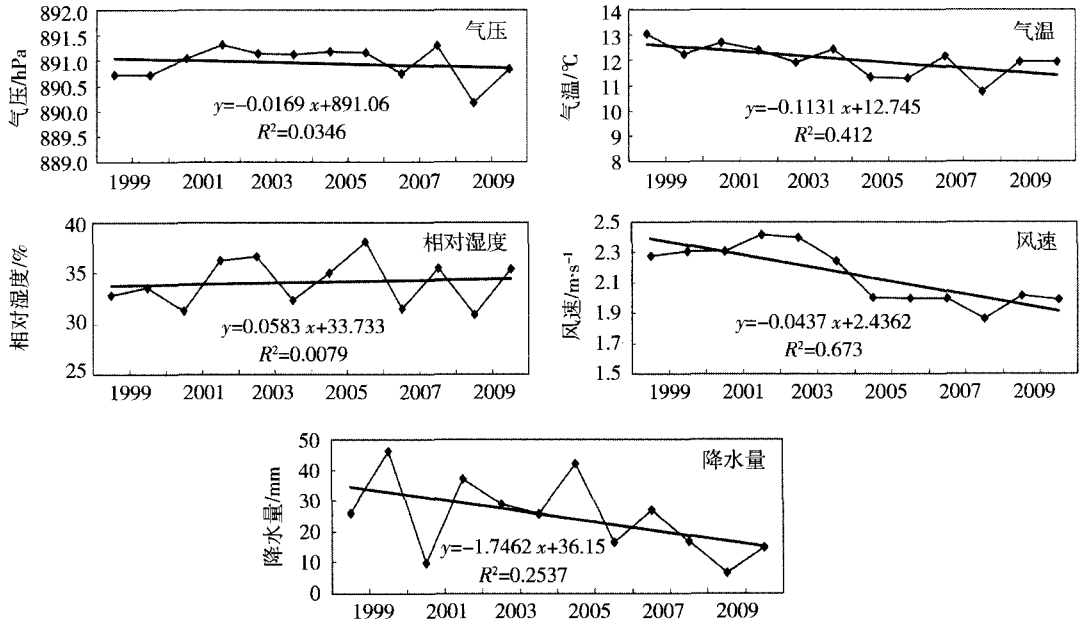 气压
气压/hPa
892.0
891.5
891.0
890.5
890.0
889.5
889.0
y=−0.0169 x+891.06
R²=0.0346
1999 2001 2003 2005 2007 2009
气温
气温/℃
14
13
12
11
10
9
8
y=−0.1131 x+12.745
R²=0.412
1999 2001 2003 2005 2007 2009
相对湿度
相对湿度/%
40
35
30
25
y=0.0583 x+33.733
R²=0.0079
1999 2001 2003 2005 2007 2009
风速
风速/m·s⁻¹
2.5
2.3
2.1
1.9
1.7
1.5
y=−0.0437 x+2.4362
R²=0.673
1999 2001 2003 2005 2007 2009
降水量
降水量/mm
50
40
30
20
10
0
y=−1.7462 x+36.15
R²=0.2537
1999 2001 2003 2005 2007 2009